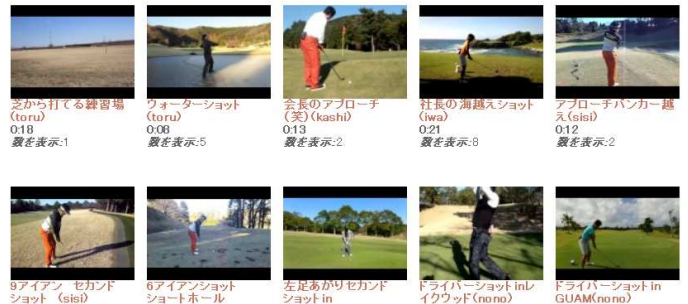 芝から打てる練習場
(toru)
0:18
数を表示:1
ウォーターショット
(toru)
0:08
数を表示:5
会長のアプローチ
(笑)(kashi)
0:13
数を表示:2
社長の海越えショット
(iwa)
0:21
数を表示:8
アプローチバンカー越
え(sisi)
0:12
数を表示:2
9アイアン　セカンド
ショット　(sisi)
6アイアンショット
ショートホール
左足あがりセカンド
ショットin
ドライバーショットinレ
イクウッド(nono)
ドライバーショットin
GUAM(nono)